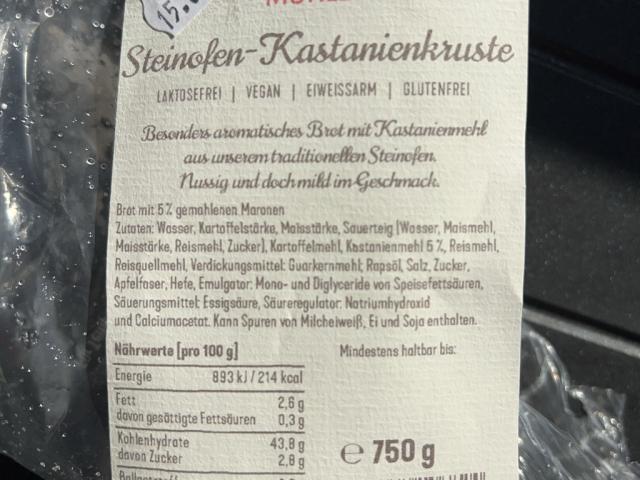 15.
Steinofen-Kastanienkruste
LAKTOSEFREI | VEGAN | EIWEISSARM | GLUTENFREI
Besonders aromatisches Brot mit Kastanienmehl
aus unserem traditionellen Steinofen.
Nussig und doch mild im Geschmack.
Brot mit 5% gemahlenen Maronen
Zutaten: Wasser, Kartoffelstärke, Maisstärke, Sauerteig (Wasser, Maismehl,
Maisstärke, Reismehl, Zucker), Kartoffelmehl, Kastanienmehl 5 %, Reismehl,
Reisquellmehl, Verdickungsmittel: Guarkernmehl; Rapsöl, Salz, Zucker,
Apfelfaser, Hefe, Emulgator: Mono- und Diglyceride von Speisefettsäuren,
Säuerungsmittel: Essigsäure, Säureregulator: Natriumhydroxid
und Calciumacetat. Kann Spuren von Milcheiweiß, Ei und Soja enthalten.
Nährwerte [pro 100 g] Mindestens haltbar bis:
Energie 893 kJ / 214 kcal
Fett 2,6 g
davon gesättigte Fettsäuren 0,3 g
Kohlenhydrate 43,8 g
davon Zucker 2,8 g
e 750 g